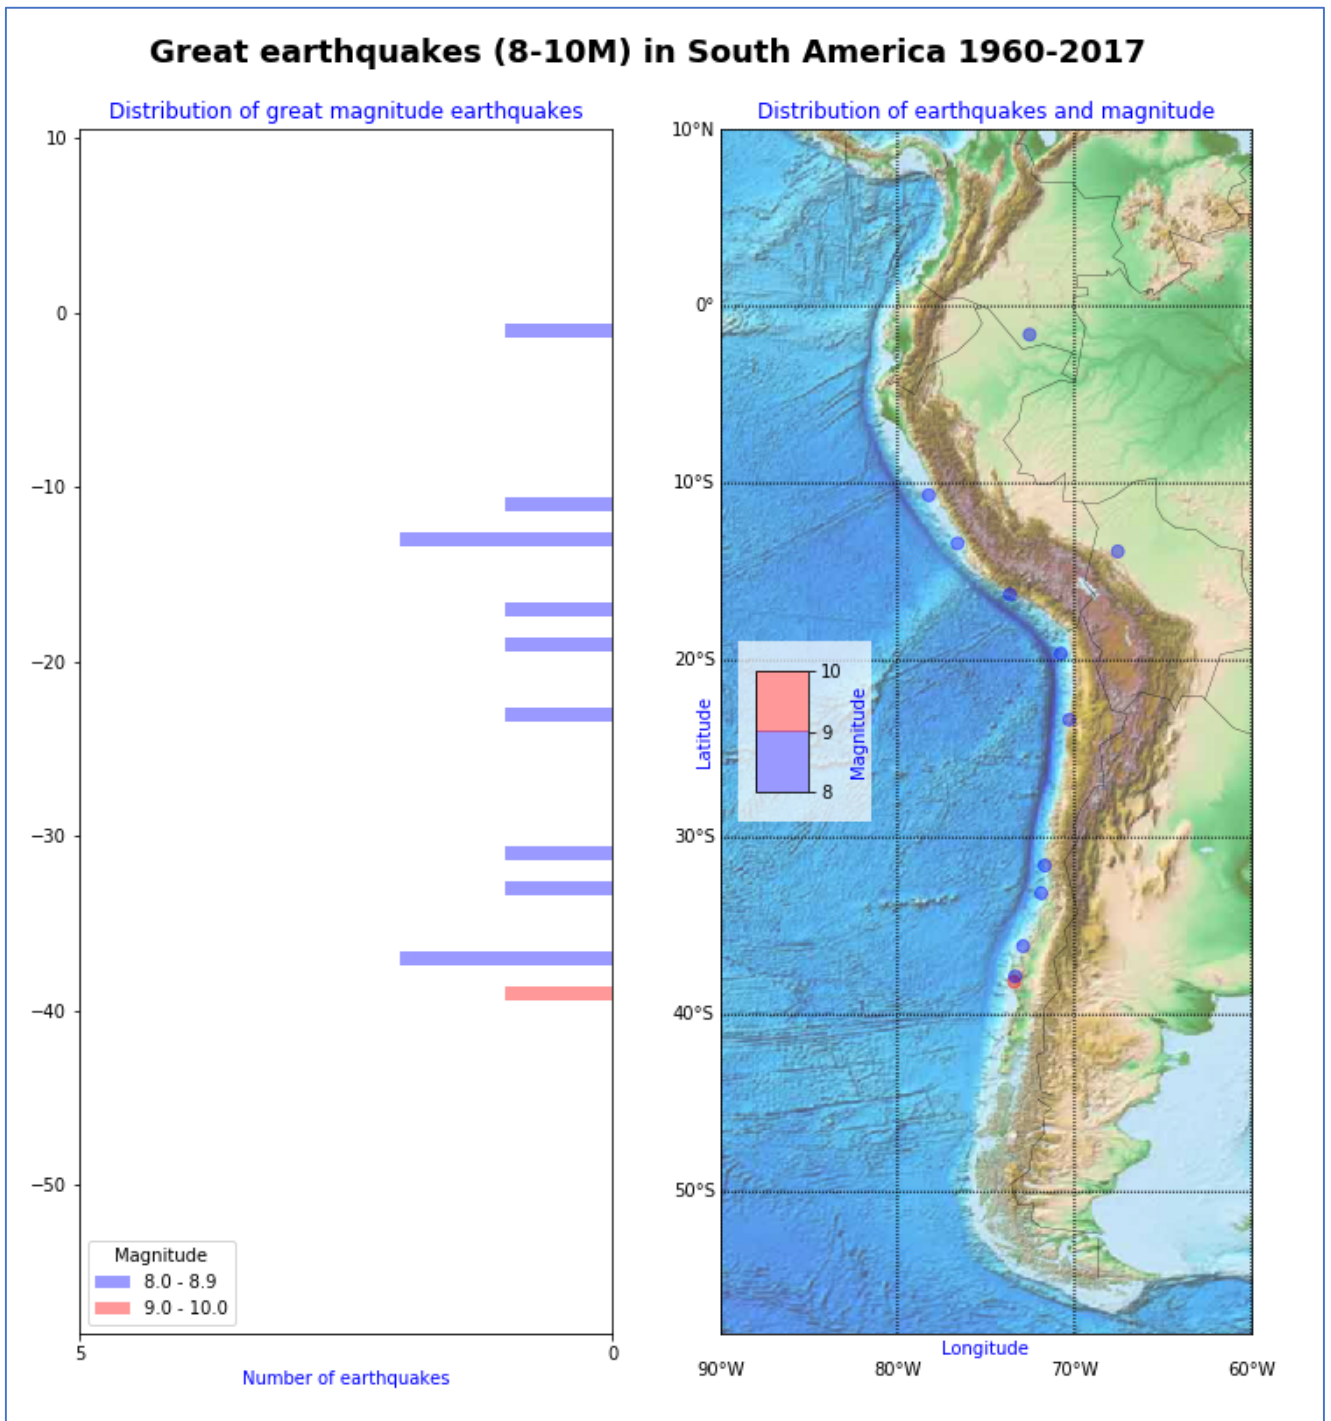 Great earthquakes (8-10M) in South America 1960-2017
Distribution of great magnitude earthquakes
10
0
−10
−20
−30
−40
−50
Magnitude
8.0 - 8.9
9.0 - 10.0
5
0
Number of earthquakes
Distribution of earthquakes and magnitude
10°N
0°
10°S
20°S
30°S
40°S
50°S
Latitude
10
9
8
Magnitude
Longitude
90°W
80°W
70°W
60°W